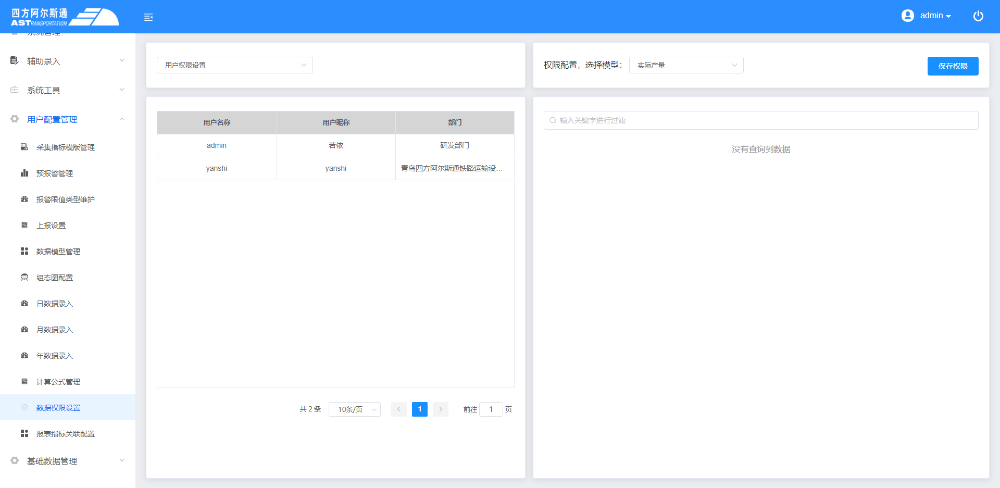 四方阿尔斯通
AST RANSPORTATION
admin
系统管理
辅助录入
系统工具
用户配置管理
采集指标模版管理
预报警管理
报警限值类型维护
上报设置
数据模型管理
组态图配置
日数据录入
月数据录入
年数据录入
计算公式管理
数据权限设置
报表指标关联配置
基础数据管理
用户权限设置
用户名称 用户昵称 部门
admin 若依 研发部门
yanshi yanshi 青岛四方阿尔斯通铁路运输设...
共 2 条 10条/页 1 前往 1 页
权限配置，选择模型： 实际产量 保存权限
输入关键字进行过滤
没有查询到数据